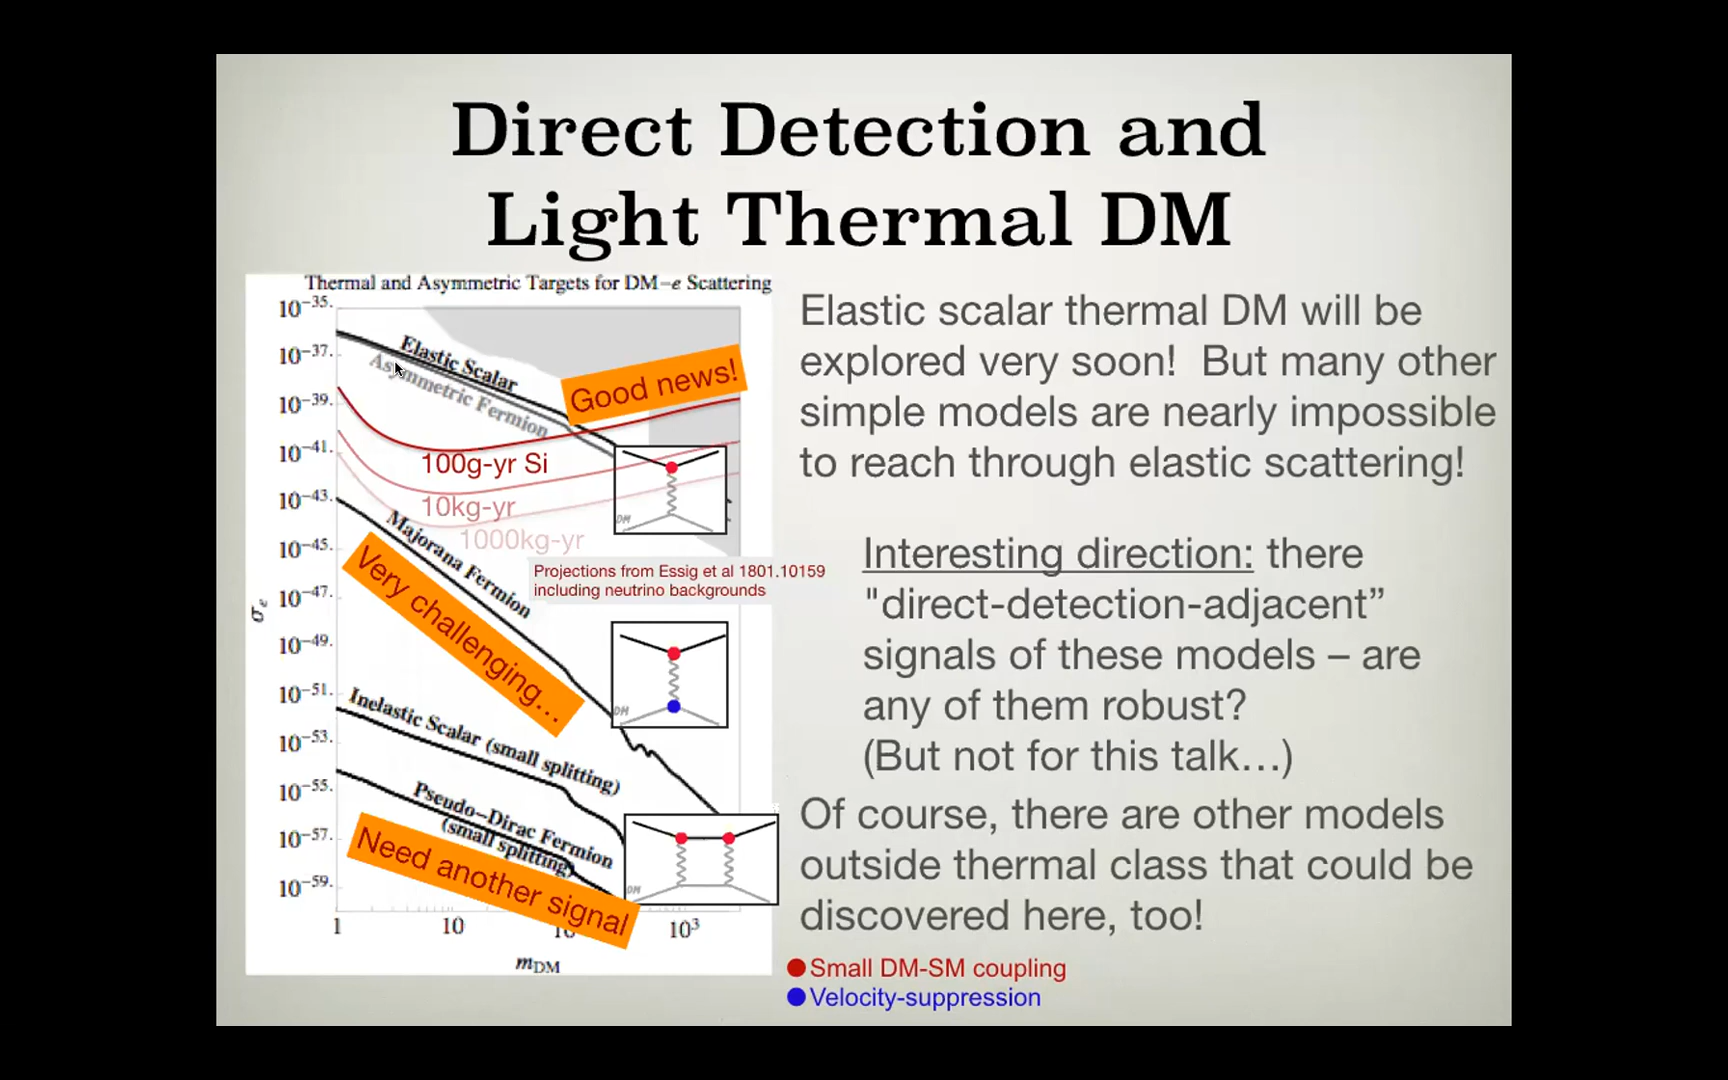 Direct Detection and
Light Thermal DM
Thermal and Asymmetric Targets for DM-e Scattering
10⁻³⁵
10⁻³⁷
10⁻³⁹
10⁻⁴¹
10⁻⁴³
10⁻⁴⁵
10⁻⁴⁷
10⁻⁴⁹
10⁻⁵¹
10⁻⁵³
10⁻⁵⁵
10⁻⁵⁷
10⁻⁵⁹
σₑ
Elastic Scalar
Asymmetric Fermion
Good news!
100g-yr Si
10kg-yr
1000kg-yr
DM
Majorana Fermion
Very challenging...
Projections from Essig et al 1801.10159
including neutrino backgrounds
DM
Inelastic Scalar (small splitting)
Pseudo-Dirac Fermion
(small splitting)
Need another signal
DM
1
10
10³
mDM
Elastic scalar thermal DM will be
explored very soon! But many other
simple models are nearly impossible
to reach through elastic scattering!
Interesting direction: there
"direct-detection-adjacent”
signals of these models – are
any of them robust?
(But not for this talk…)
Of course, there are other models
outside thermal class that could be
discovered here, too!
Small DM-SM coupling
Velocity-suppression